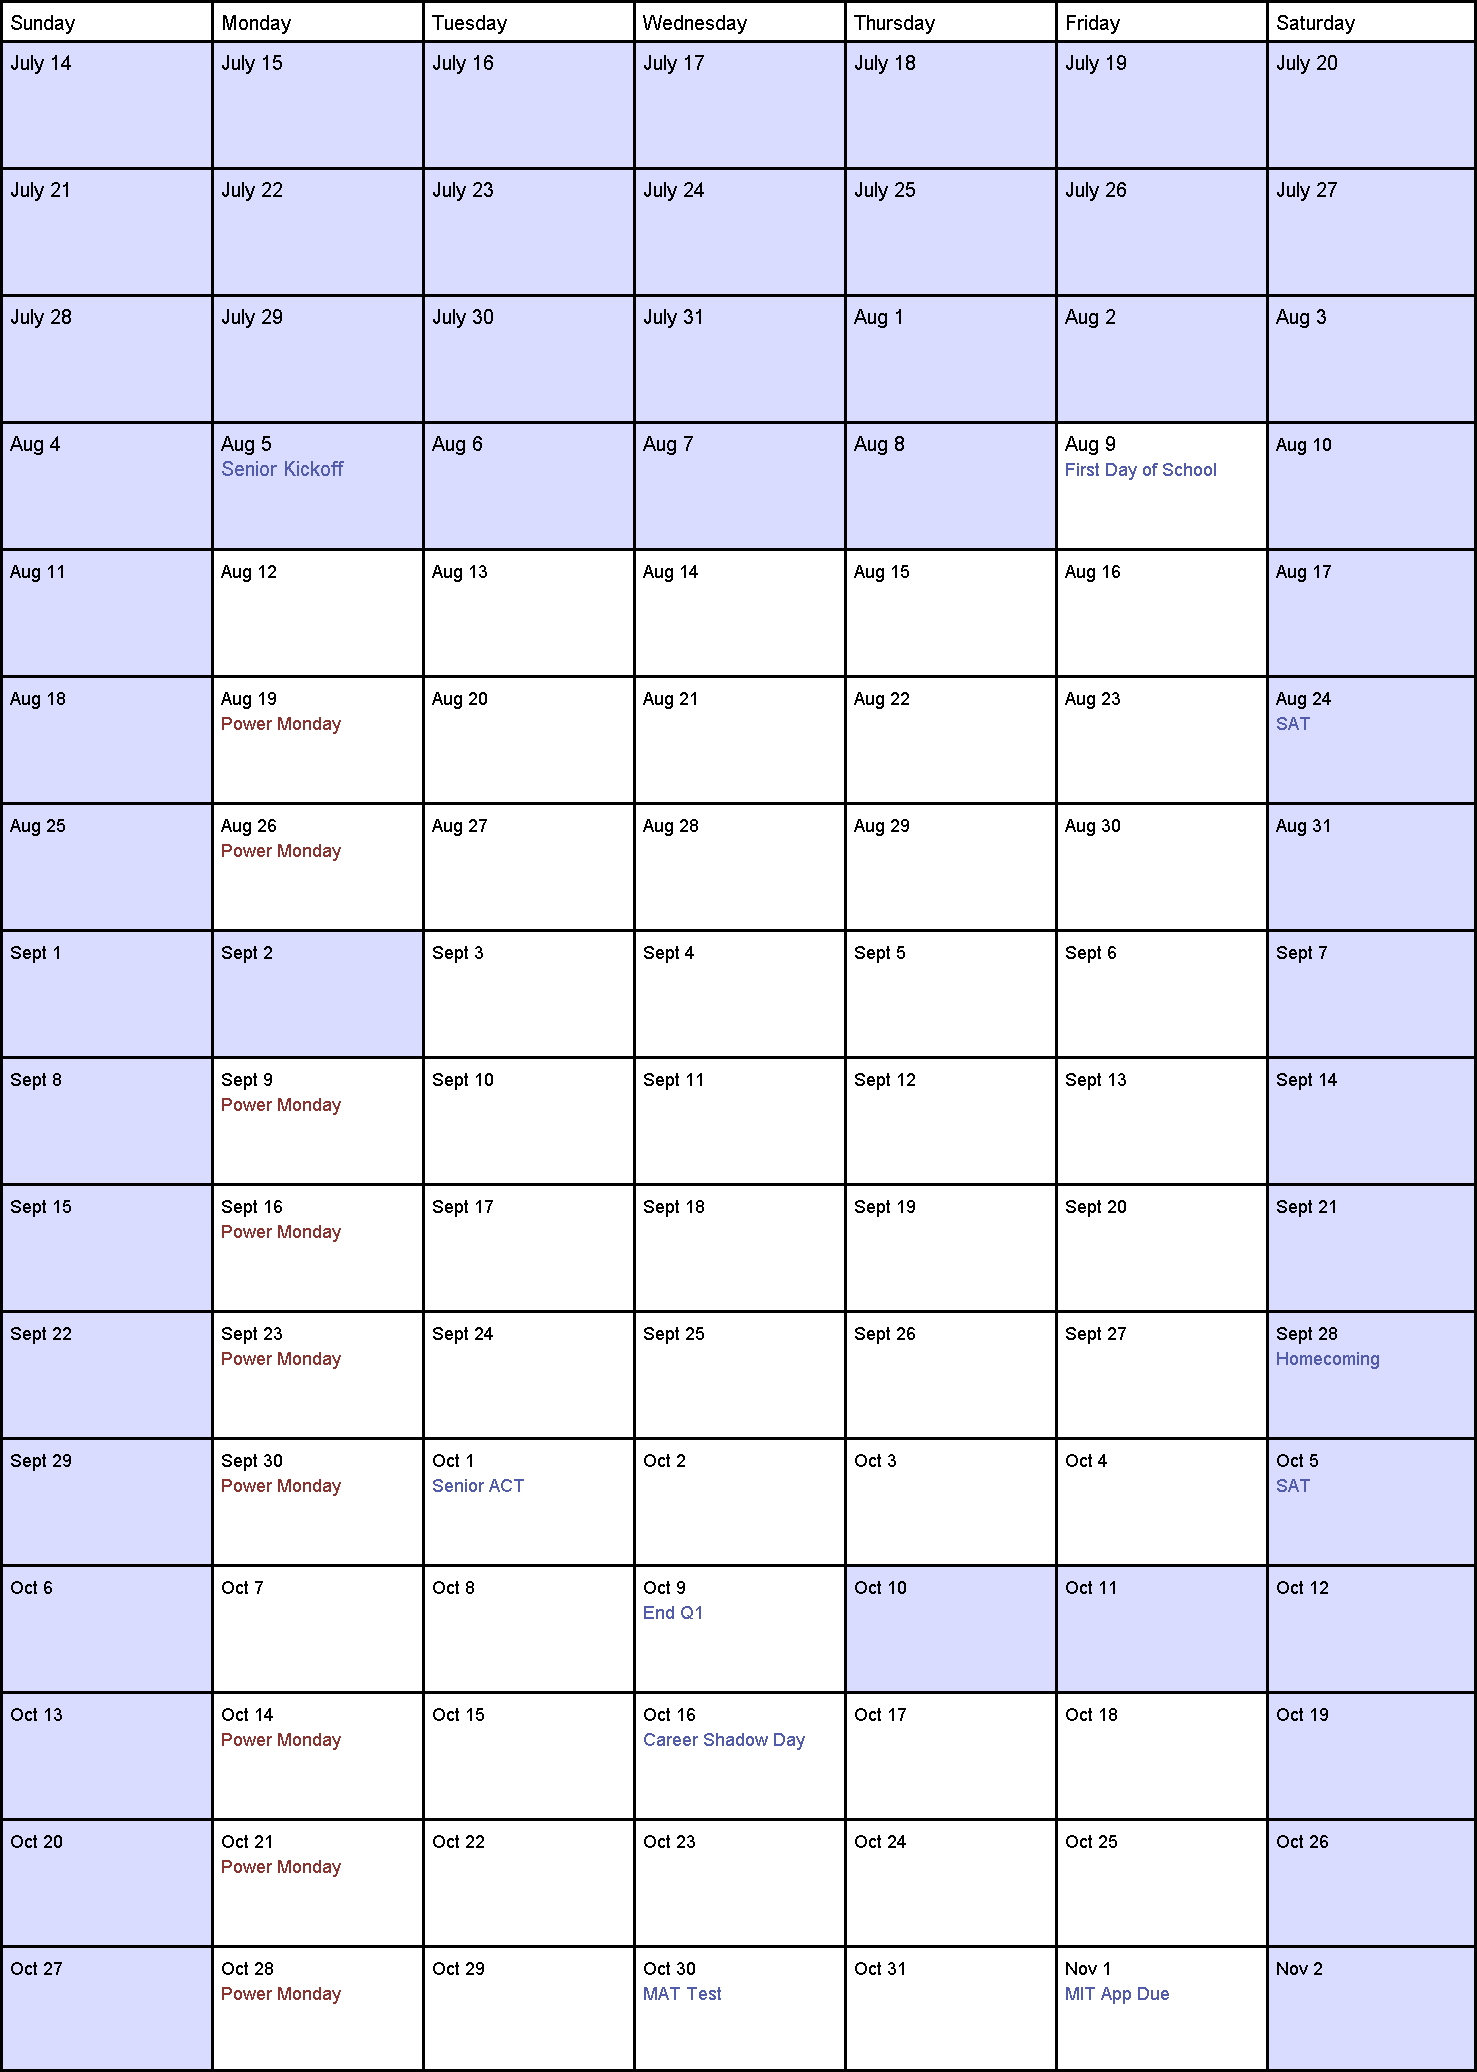 Sunday
Monday
Tuesday
Wednesday
Thursday
Friday
Saturday
July 14
July 15
July 16
July 17
July 18
July 19
July 20
July 21
July 22
July 23
July 24
July 25
July 26
July 27
July 28
July 29
July 30
July 31
Aug 1
Aug 2
Aug 3
Aug 4
Aug 5
Senior Kickoff
Aug 6
Aug 7
Aug 8
Aug 9
First Day of School
Aug 10
Aug 11
Aug 12
Aug 13
Aug 14
Aug 15
Aug 16
Aug 17
Aug 18
Aug 19
Power Monday
Aug 20
Aug 21
Aug 22
Aug 23
Aug 24
SAT
Aug 25
Aug 26
Power Monday
Aug 27
Aug 28
Aug 29
Aug 30
Aug 31
Sept 1
Sept 2
Sept 3
Sept 4
Sept 5
Sept 6
Sept 7
Sept 8
Sept 9
Power Monday
Sept 10
Sept 11
Sept 12
Sept 13
Sept 14
Sept 15
Sept 16
Power Monday
Sept 17
Sept 18
Sept 19
Sept 20
Sept 21
Sept 22
Sept 23
Power Monday
Sept 24
Sept 25
Sept 26
Sept 27
Sept 28
Homecoming
Sept 29
Sept 30
Power Monday
Oct 1
Senior ACT
Oct 2
Oct 3
Oct 4
Oct 5
SAT
Oct 6
Oct 7
Oct 8
Oct 9
End Q1
Oct 10
Oct 11
Oct 12
Oct 13
Oct 14
Power Monday
Oct 15
Oct 16
Career Shadow Day
Oct 17
Oct 18
Oct 19
Oct 20
Oct 21
Power Monday
Oct 22
Oct 23
Oct 24
Oct 25
Oct 26
Oct 27
Oct 28
Power Monday
Oct 29
Oct 30
MAT Test
Oct 31
Nov 1
MIT App Due
Nov 2